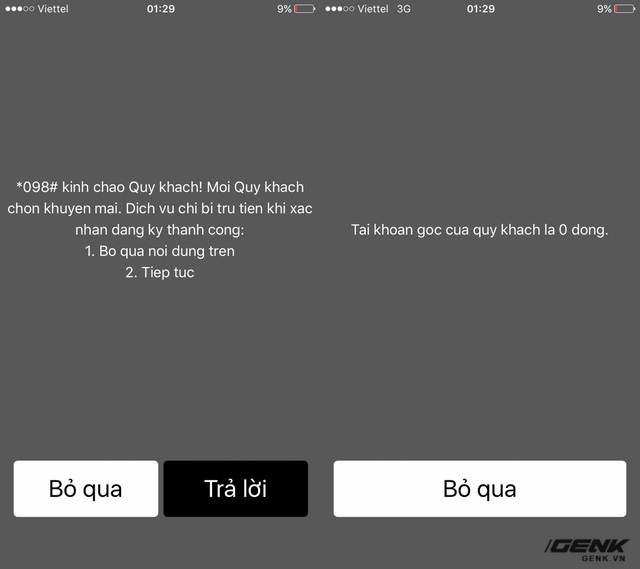 Viettel 01:29 9%
*098# kinh chao Quy khach! Moi Quy khach
chon khuyen mai. Dich vu chi bi tru tien khi xac
nhan dang ky thanh cong:
1. Bo qua noi dung tren
2. Tiep tuc
Bỏ qua
Trả lời
Viettel 3G 01:29 9%
Tai khoan goc cua quy khach la 0 dong.
Bỏ qua
GENK
GENK.VN